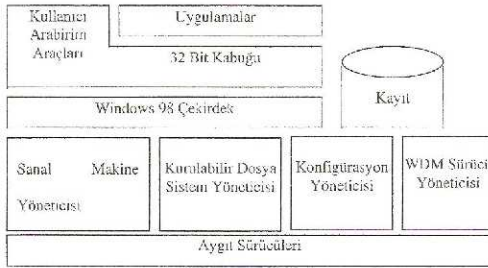 Kullanıcı
Arabirim
Araçları
Uygulamalar
32 Bit Kabuğu
Kayıt
Windows 98 Çekirdek
Sanal Makine
Yöneticisi
Kurulabilir Dosya
Sistem Yöneticisi
Konfigürasyon
Yöneticisi
WDM Sürücü
Yöneticisi
Aygıt Sürücüleri